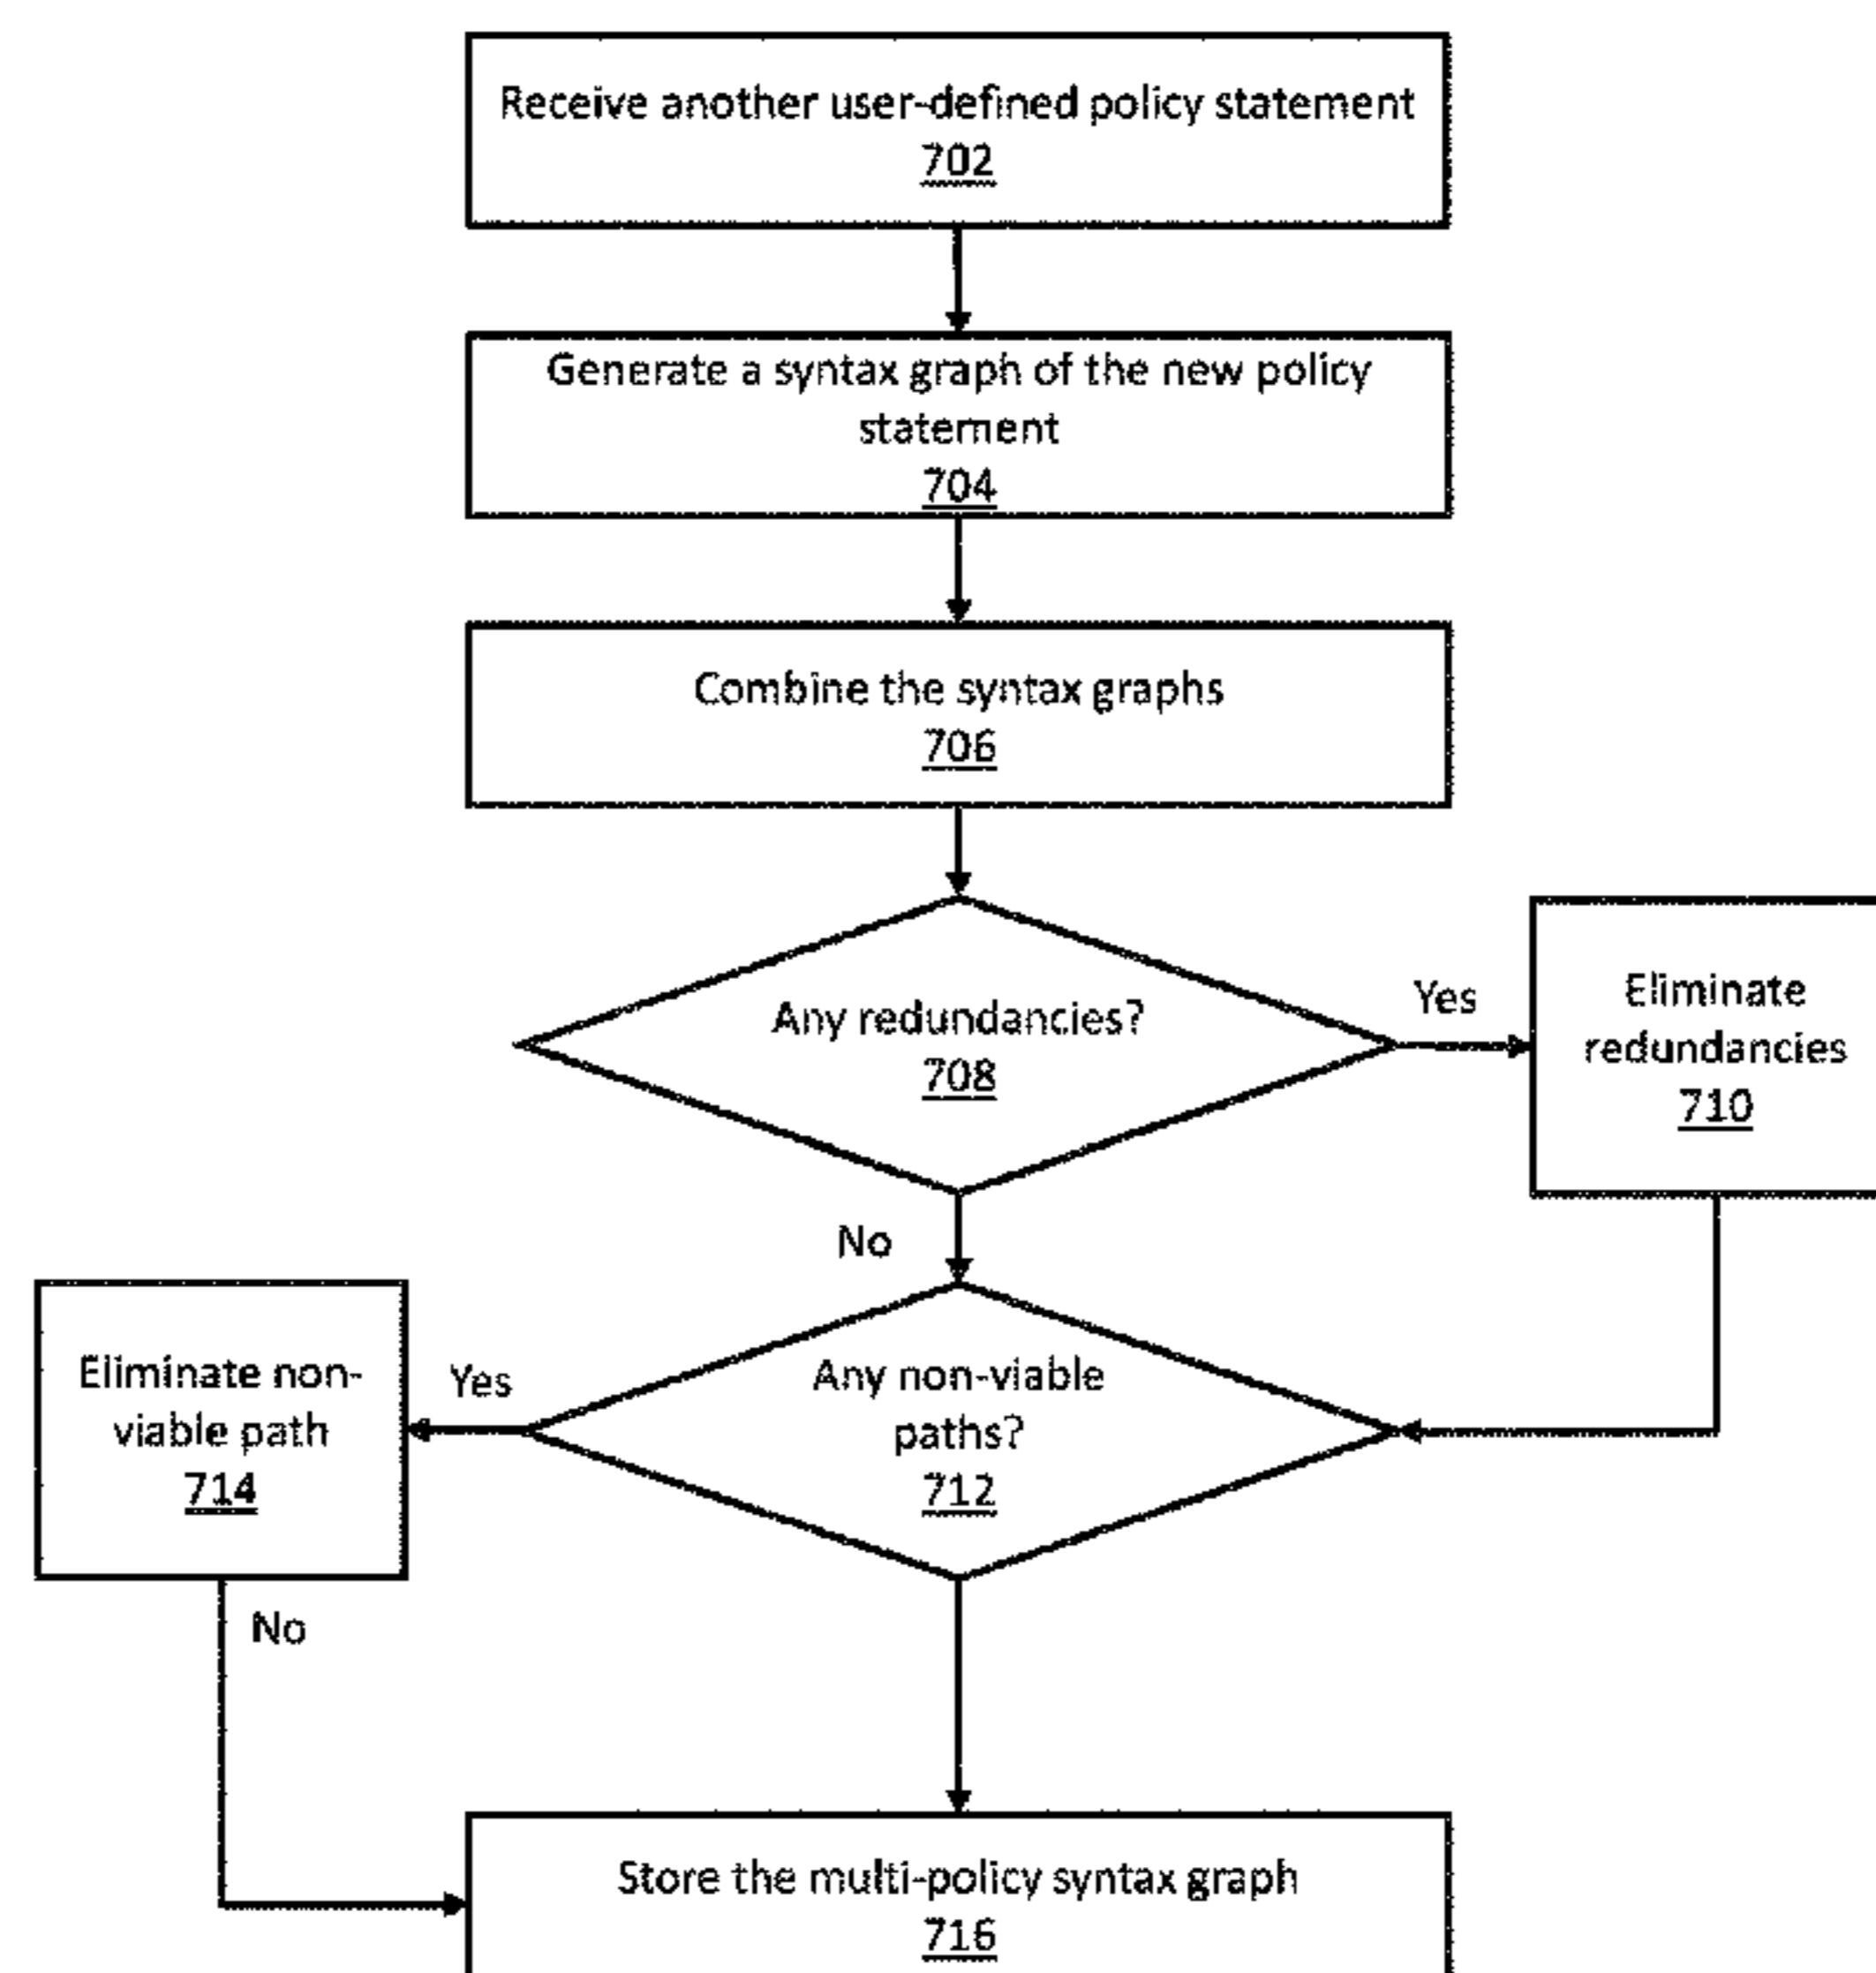 Receive another user-defined policy statement
702
Generate a syntax graph of the new policy
statement
704
Combine the syntax graphs
706
Any redundancies?
708
Yes
Eliminate
redundancies
710
No
Any non-viable
paths?
712
Yes
Eliminate non-
viable path
714
No
Store the multi-policy syntax graph
716